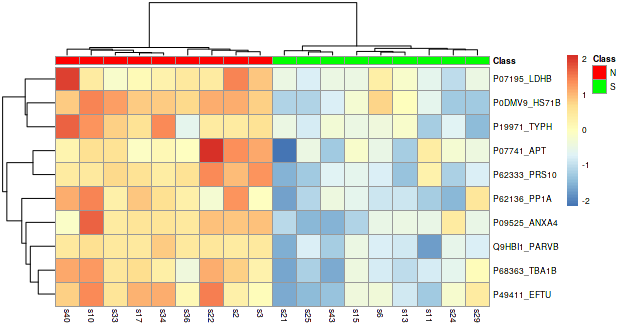 Class
P07195_LDHB
P0DMV9_HS71B
P19971_TYPH
P07741_APT
P62333_PRS10
P62136_PP1A
P09525_ANXA4
Q9HBI1_PARVB
P68363_TBA1B
P49411_EFTU
s40 s10 s33 s17 s34 s36 s22 s2 s3 s21 s25 s43 s15 s6 s13 s11 s24 s29
2
1
0
-1
-2
Class
N
S